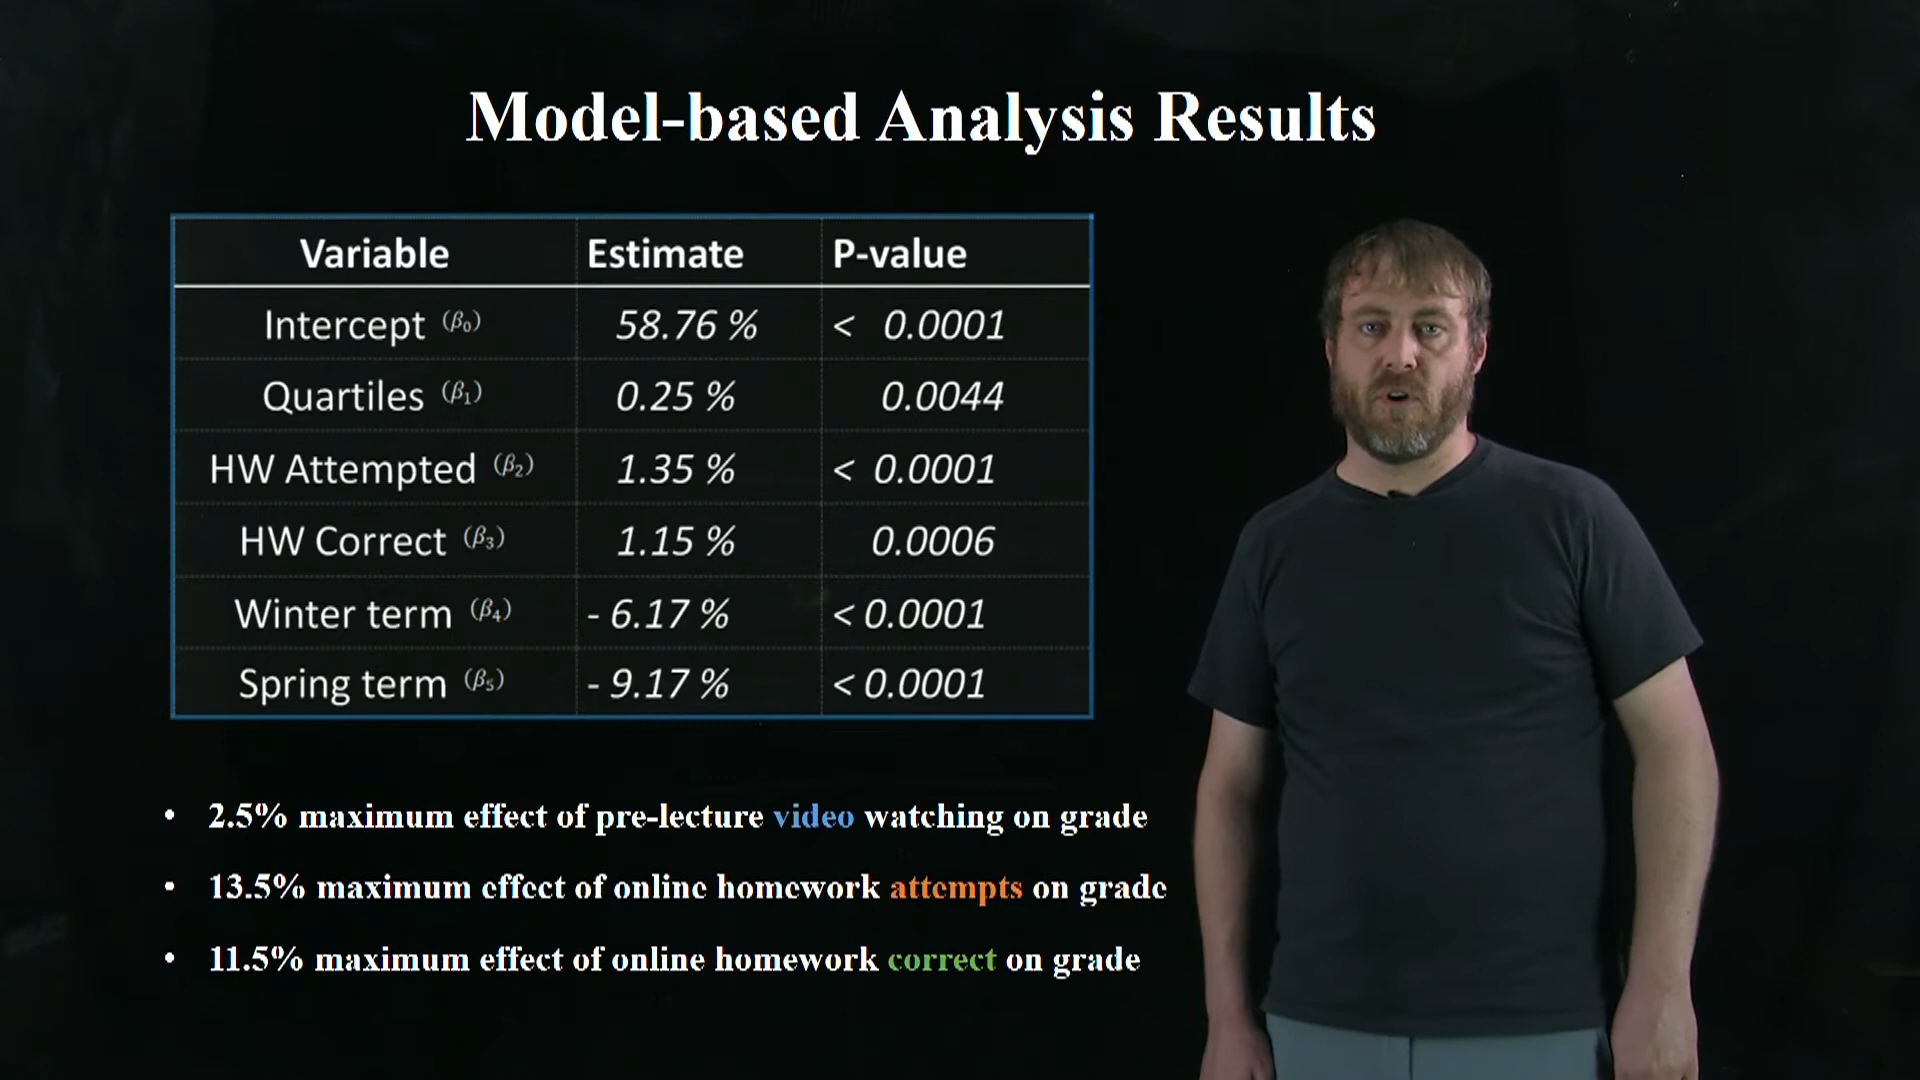 Model-based Analysis Results
Variable Estimate P-value
Intercept (β₀) 58.76 % < 0.0001
Quartiles (β₁) 0.25 % 0.0044
HW Attempted (β₂) 1.35 % < 0.0001
HW Correct (β₃) 1.15 % 0.0006
Winter term (β₄) - 6.17 % < 0.0001
Spring term (β₅) - 9.17 % < 0.0001
• 2.5% maximum effect of pre-lecture video watching on grade
• 13.5% maximum effect of online homework attempts on grade
• 11.5% maximum effect of online homework correct on grade